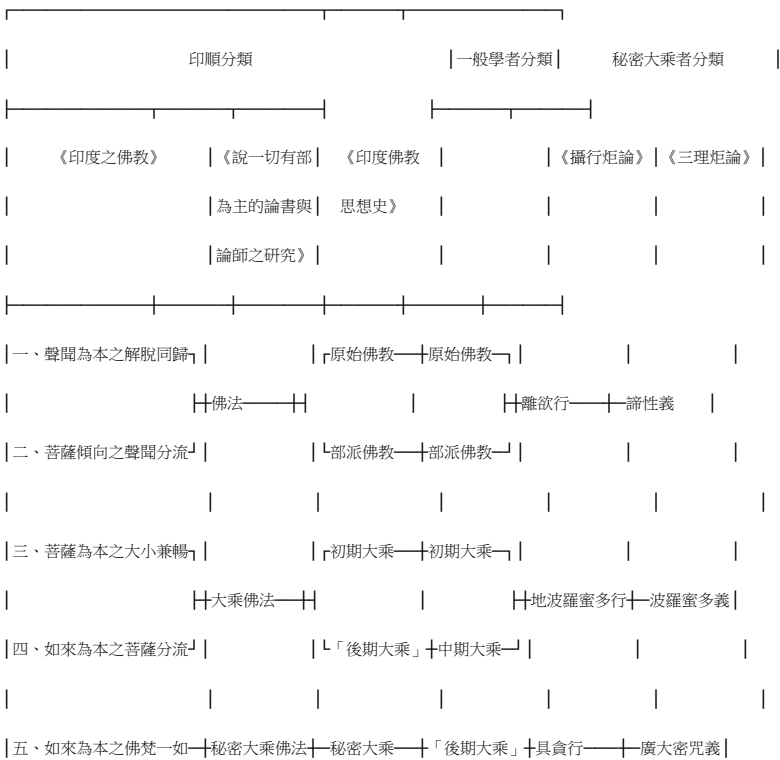 印順分類 一般學者分類 秘密大乘者分類
《印度之佛教》 《說一切有部 《印度佛教 《攝行炬論》 《三理炬論》
為主的論書與 思想史》
論師之研究》
一、聲聞為本之解脫同歸 原始佛教 原始佛教
佛法 離欲行 諦性義
二、菩薩傾向之聲聞分流 部派佛教 部派佛教
三、菩薩為本之大小兼暢 初期大乘 初期大乘
大乘佛法 地波羅蜜多行 波羅蜜多義
四、如來為本之菩薩分流 「後期大乘」 中期大乘
五、如來為本之佛梵一如 秘密大乘佛法 秘密大乘 「後期大乘」 具貪行 廣大密咒義